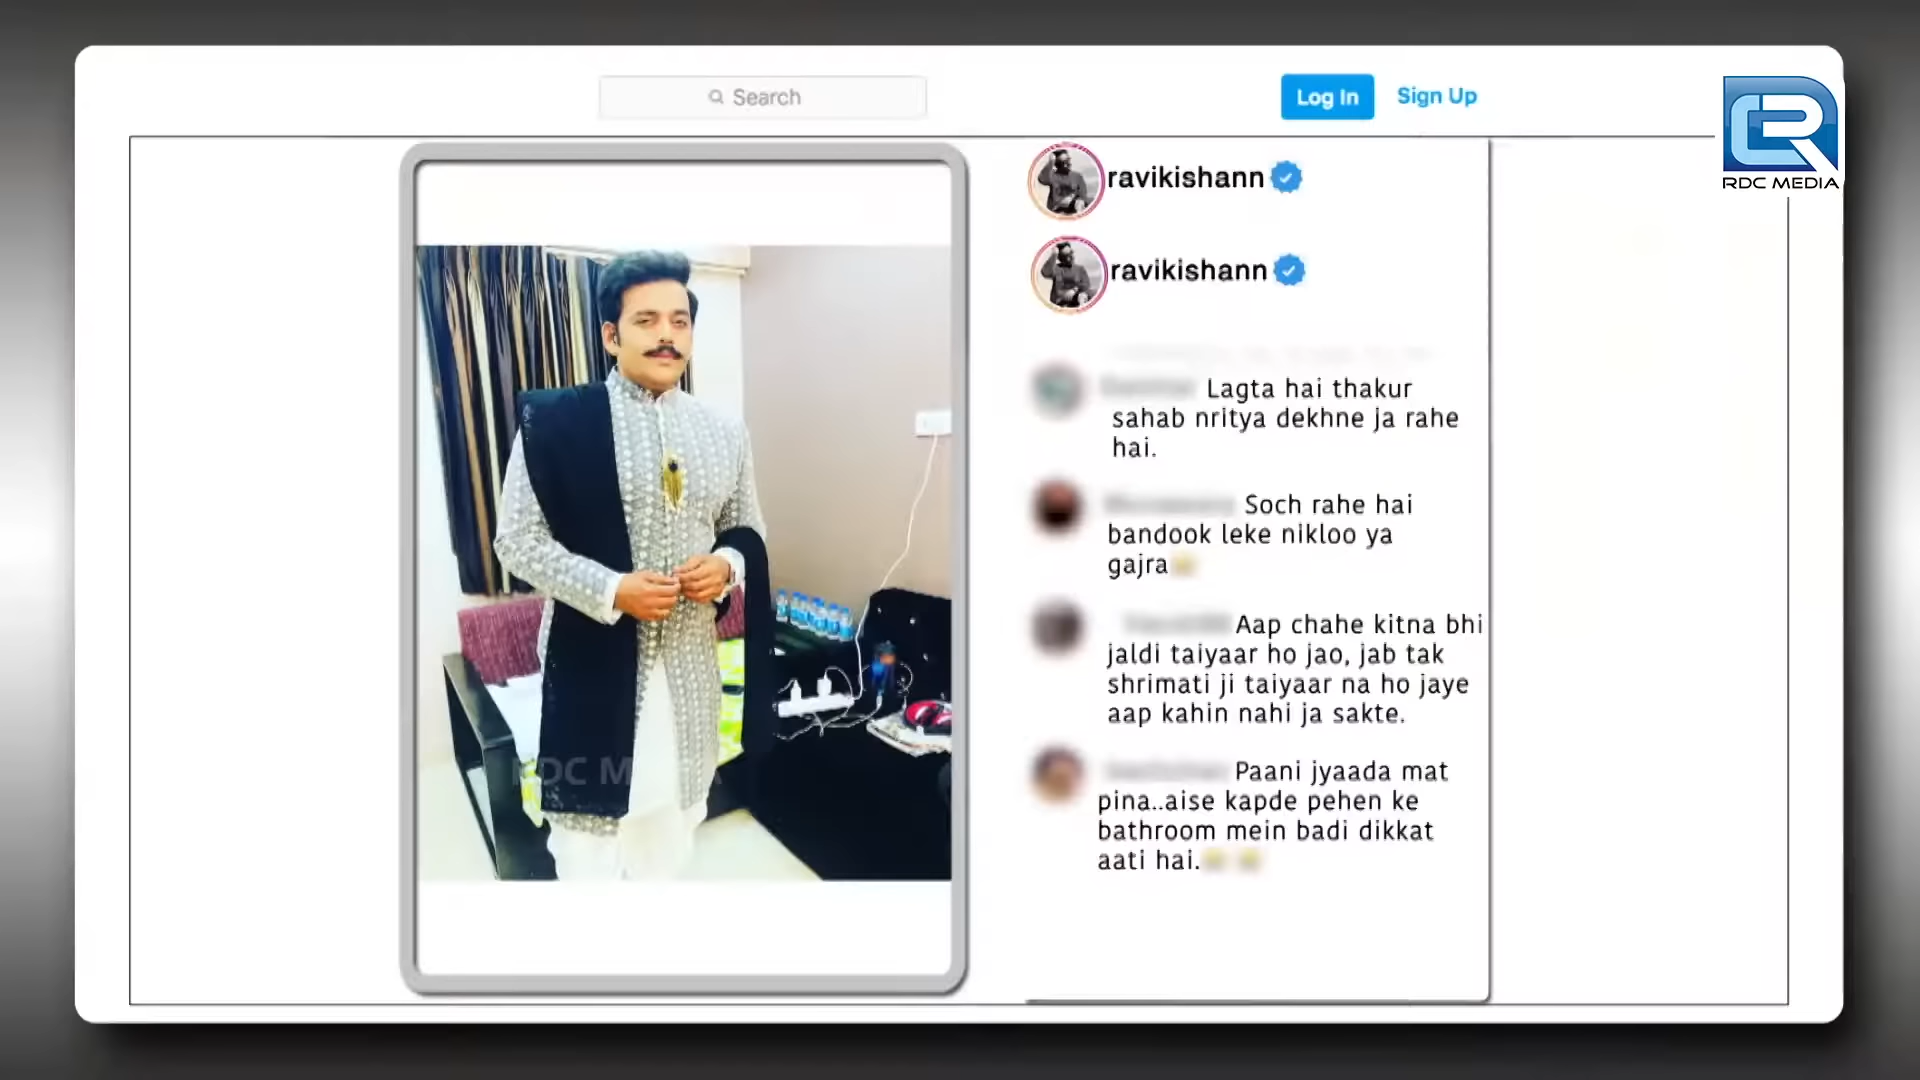 Search
Log In
Sign Up
RDC MEDIA
ravikishann
ravikishann
Lagta hai thakur
sahab nritya dekhne ja rahe
hai.
Soch rahe hai
bandook leke nikloo ya
gajra
Aap chahe kitna bhi
jaldi taiyaar ho jao, jab tak
shrimati ji taiyaar na ho jaye
aap kahin nahi ja sakte.
Paani jyaada mat
pina..aise kapde pehen ke
bathroom mein badi dikkat
aati hai.
RDC M A